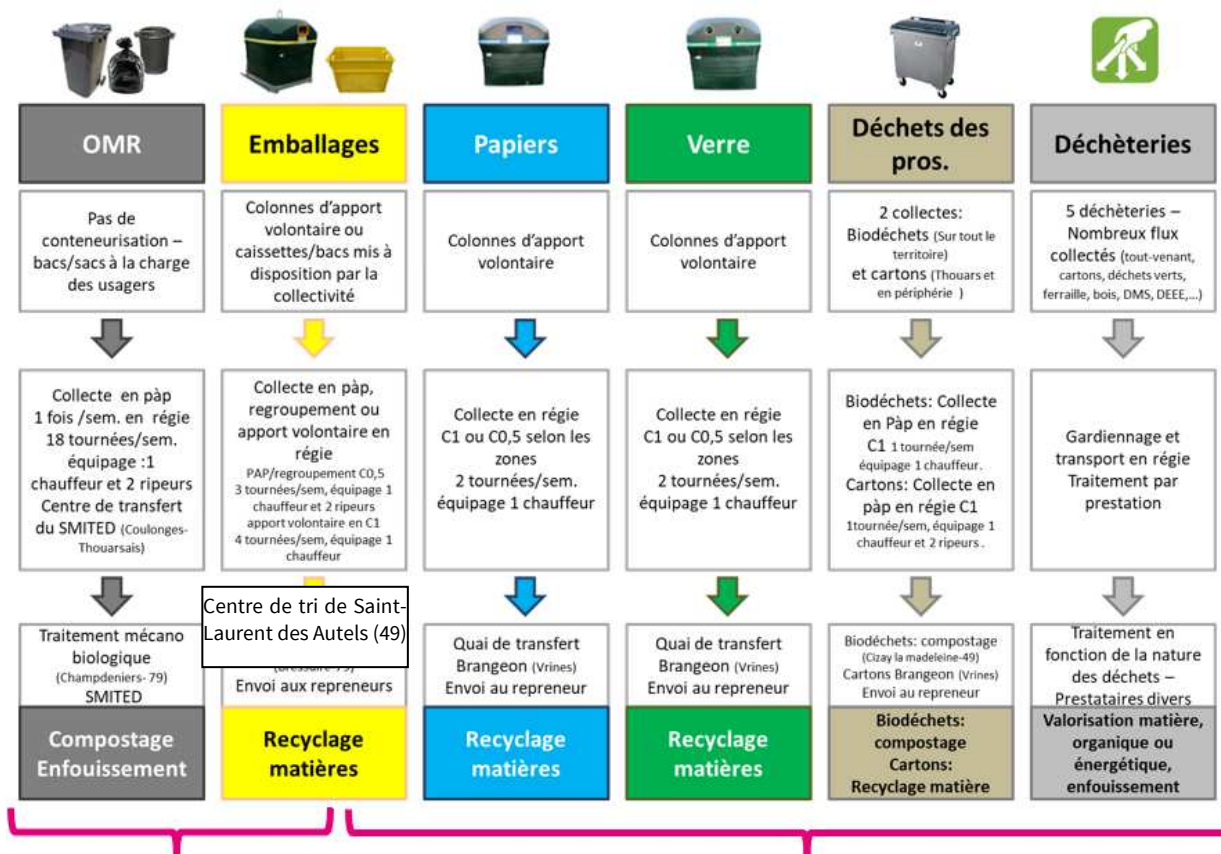 OMR
Pas de
conteneurisation –
bacs/sacs à la charge
des usagers
Collecte en pàp
1 fois /sem. en régie
18 tournées/sem.
équipage :1
chauffeur et 2 ripeurs
Centre de transfert
du SMITED (Coulonges-
Thouarsais)
Traitement mécano
biologique
(Champdeniers- 79)
SMITED
Compostage
Enfouissement
Emballages
Colonnes d'apport
volontaire ou
caissettes/bacs mis à
disposition par la
collectivité
Collecte en pàp,
regroupement ou
apport volontaire en
régie
PAP/regroupement C0,5
3 tournées/sem, équipage 1
chauffeur et 2 ripeurs
apport volontaire en C1
4 tournées/sem, équipage 1
chauffeur
Centre de tri de Saint-
Laurent des Autels (49)
Envoi aux repreneurs
Recyclage
matières
Papiers
Colonnes d'apport
volontaire
Collecte en régie
C1 ou C0,5 selon les
zones
2 tournées/sem.
équipage 1 chauffeur
Quai de transfert
Brangeon (Vrines)
Envoi au repreneur
Recyclage
matières
Verre
Colonnes d'apport
volontaire
Collecte en régie
C1 ou C0,5 selon les
zones
2 tournées/sem.
équipage 1 chauffeur
Quai de transfert
Brangeon (Vrines)
Envoi au repreneur
Recyclage
matières
Déchets des
pros.
2 collectes:
Biodéchets (Sur tout le
territoire)
et cartons (Thouars et
en périphérie )
Biodéchets: Collecte
en Pàp en régie
C1 1 tournée/sem
équipage 1 chauffeur.
Cartons: Collecte en
pàp en régie C1
1tournée/sem, équipage 1
chauffeur et 2 ripeurs .
Biodéchets: compostage
(Cizay la madeleine-49)
Cartons Brangeon (Vrines)
Envoi au repreneur
Biodéchets:
compostage
Cartons:
Recyclage matière
Déchèteries
5 déchèteries –
Nombreux flux
collectés (tout-venant,
cartons, déchets verts,
ferraille, bois, DMS, DEEE,...)
Gardiennage et
transport en régie
Traitement par
prestation
Traitement en
fonction de la nature
des déchets –
Prestataires divers
Valorisation matière,
organique ou
énergétique,
enfouissement